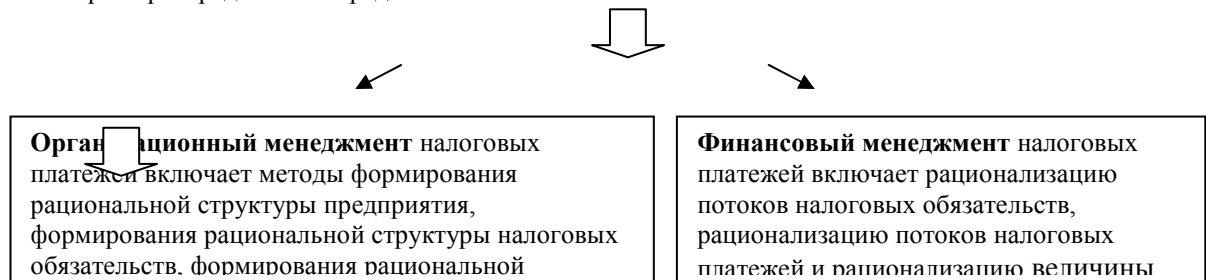 Организационный менеджмент налоговых
платежей включает методы формирования
рациональной структуры предприятия,
формирования рациональной структуры налоговых
обязательств, формирования рациональной
Финансовый менеджмент налоговых
платежей включает рационализацию
потоков налоговых обязательств,
рационализацию потоков налоговых
платежей и рационализацию величины